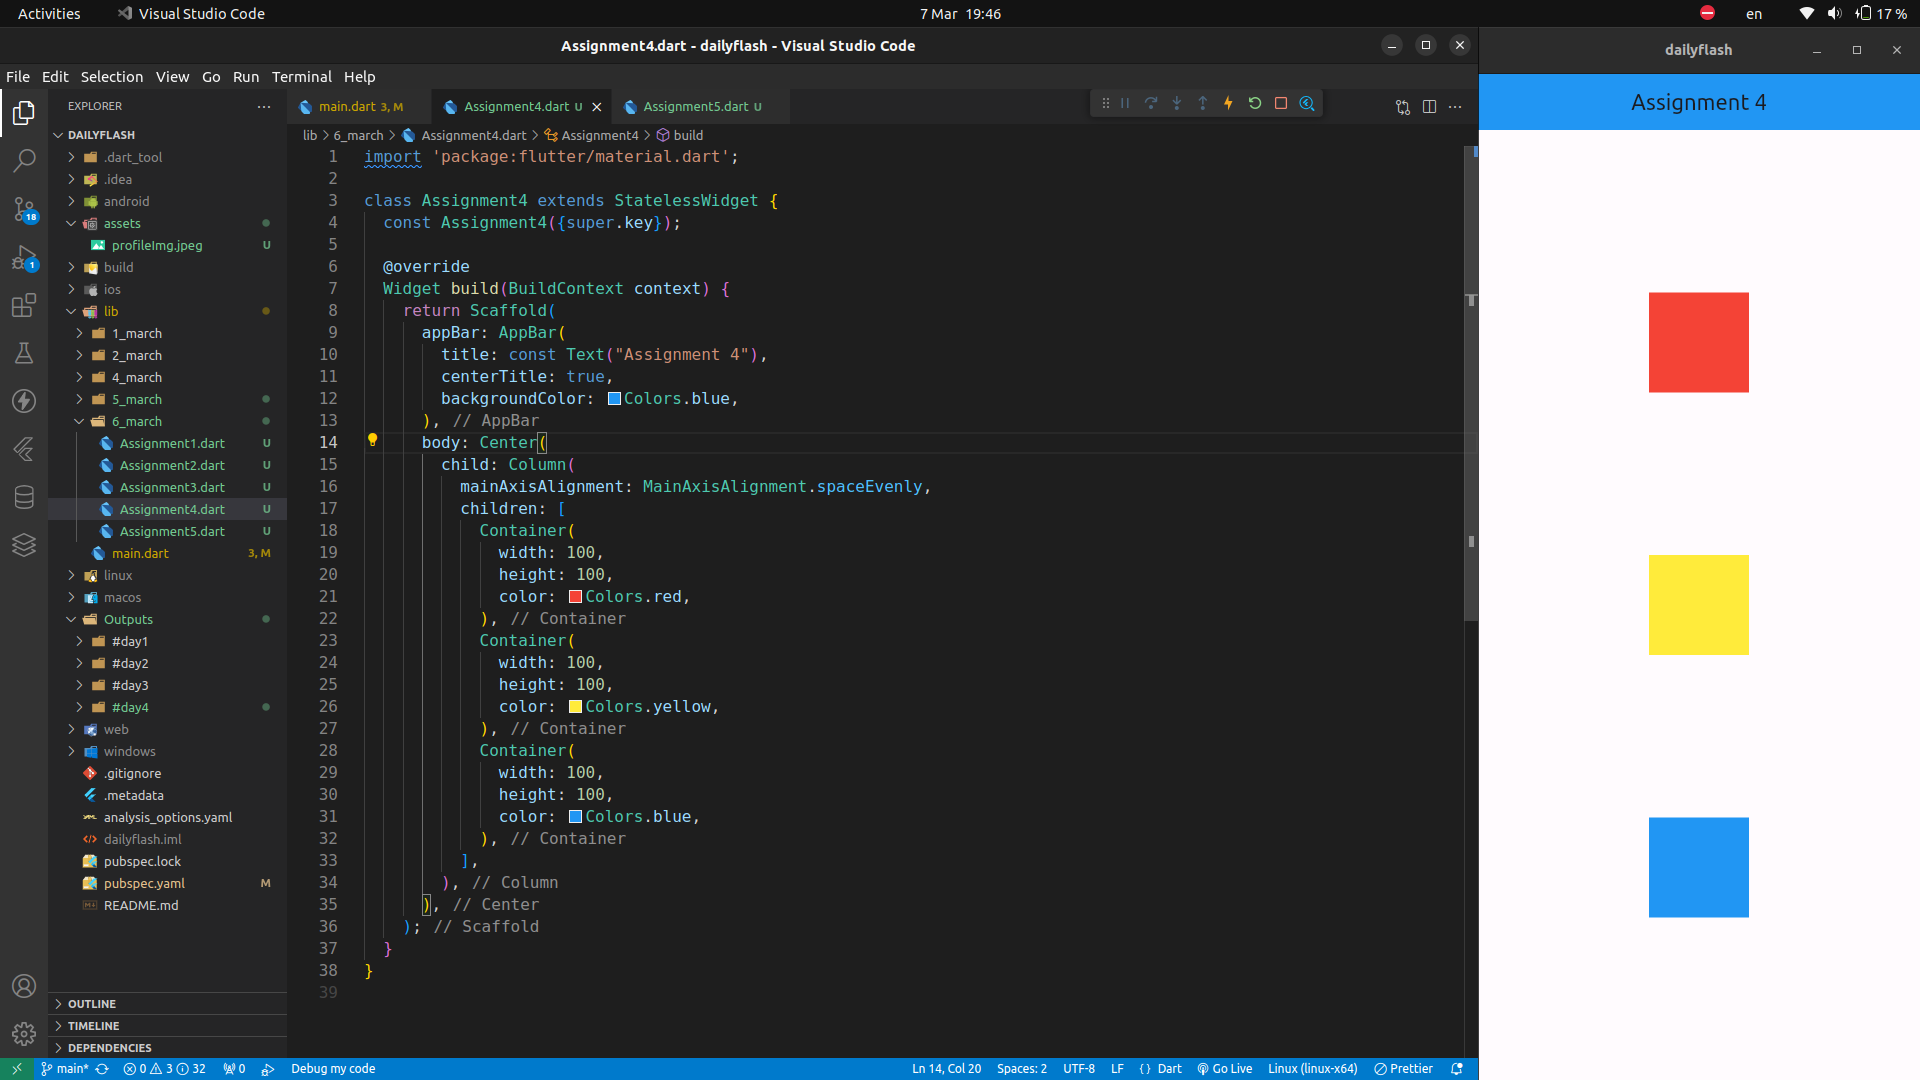 Activities
Visual Studio Code
7 Mar 19:46
en
17 %
Assignment4.dart - dailyflash - Visual Studio Code
dailyflash
File Edit Selection View Go Run Terminal Help
Assignment 4
EXPLORER
main.dart 3, M
Assignment4.dart U
Assignment5.dart U
lib > 6_march > Assignment4.dart > Assignment4 > build
DAILYFLASH
.dart_tool
.idea
android
assets
profileImg.jpeg U
build
ios
lib
1_march
2_march
4_march
5_march
6_march
Assignment1.dart U
Assignment2.dart U
Assignment3.dart U
Assignment4.dart U
Assignment5.dart U
main.dart 3, M
linux
macos
Outputs
#day1
#day2
#day3
#day4
web
windows
.gitignore
.metadata
analysis_options.yaml
dailyflash.iml
pubspec.lock
pubspec.yaml M
README.md
OUTLINE
TIMELINE
DEPENDENCIES
18
1
1 import 'package:flutter/material.dart';
2
3 class Assignment4 extends StatelessWidget {
4 const Assignment4({super.key});
5
6 @override
7 Widget build(BuildContext context) {
8 return Scaffold(
9 appBar: AppBar(
10 title: const Text("Assignment 4"),
11 centerTitle: true,
12 backgroundColor: Colors.blue,
13 ), // AppBar
14 body: Center(
15 child: Column(
16 mainAxisAlignment: MainAxisAlignment.spaceEvenly,
17 children: [
18 Container(
19 width: 100,
20 height: 100,
21 color: Colors.red,
22 ), // Container
23 Container(
24 width: 100,
25 height: 100,
26 color: Colors.yellow,
27 ), // Container
28 Container(
29 width: 100,
30 height: 100,
31 color: Colors.blue,
32 ), // Container
33 ],
34 ), // Column
35 ), // Center
36 ); // Scaffold
37 }
38 }
39
main* 0 3 32 0 Debug my code Ln 14, Col 20 Spaces: 2 UTF-8 LF { } Dart Go Live Linux (linux-x64) Prettier